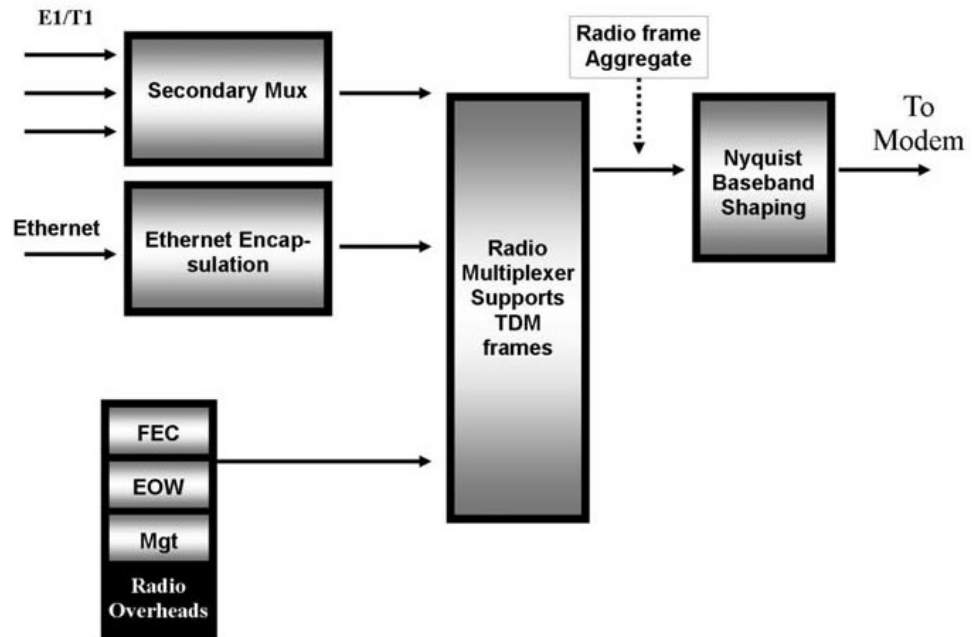 E1/T1
Secondary Mux
Ethernet
Ethernet Encap-
sulation
FEC
EOW
Mgt
Radio
Overheads
Radio
Multiplexer
Supports
TDM
frames
Radio frame
Aggregate
Nyquist
Baseband
Shaping
To
Modem